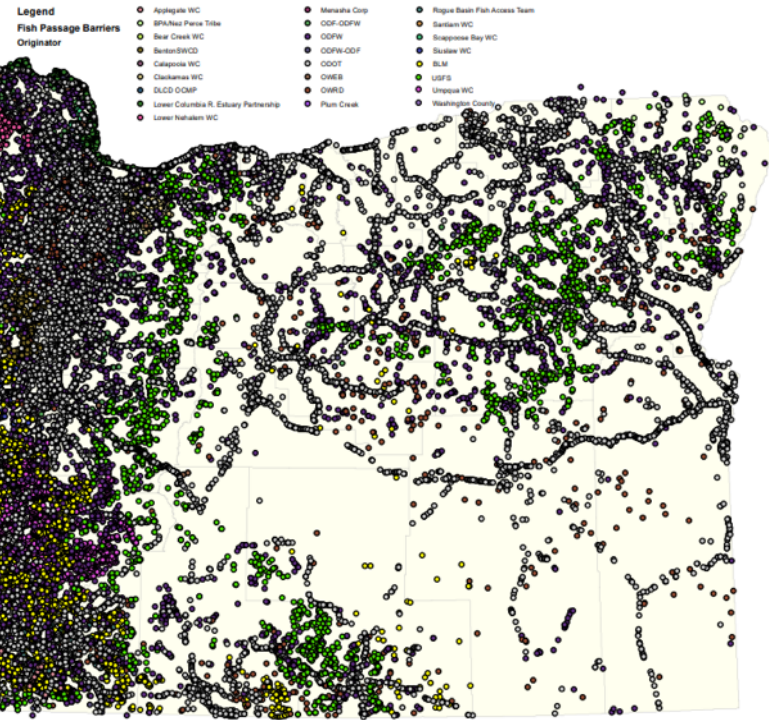 Legend
Fish Passage Barriers
Originator
Applegate WC
BPA/Nez Perce Tribe
Bear Creek WC
BentonSWCD
Calapooia WC
Clackamas WC
DLCD OCMP
Lower Columbia R. Estuary Partnership
Lower Nehalem WC
Menasha Corp
ODF-ODFW
ODFW
ODFW-ODF
ODOT
OWEB
OWRD
Plum Creek
Rogue Basin Fish Access Team
Santiam WC
Scappoose Bay WC
Siuslaw WC
BLM
USFS
Umpqua WC
Washington County